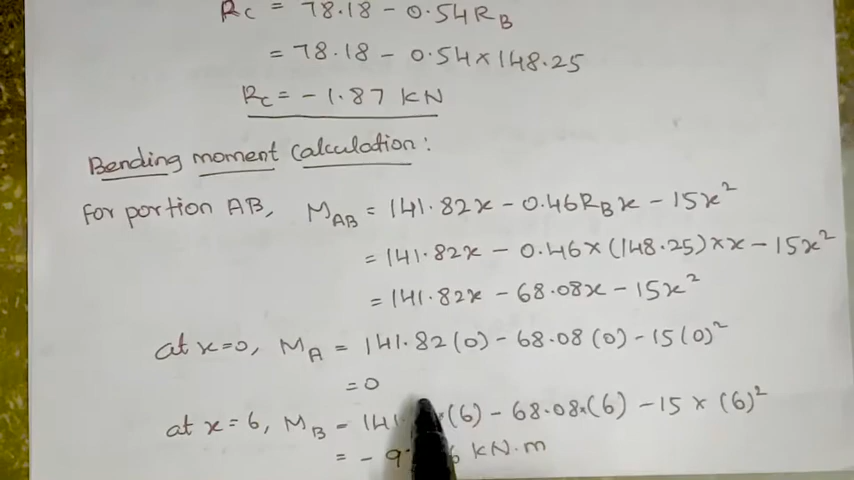 Rc = 78.18 - 0.54RB
= 78.18 - 0.54×148.25
Rc = -1.87 KN
Bending moment Calculation:
For portion AB, MAB = 141.82x - 0.46RBx - 15x²
= 141.82x - 0.46×(148.25)×x - 15x²
= 141.82x - 68.08x - 15x²
at x=0, MA = 141.82(0) - 68.08(0) - 15(0)²
= 0
at x=6, MB = 141. (6) - 68.08×(6) - 15 × (6)²
= - 9 6 KN.m